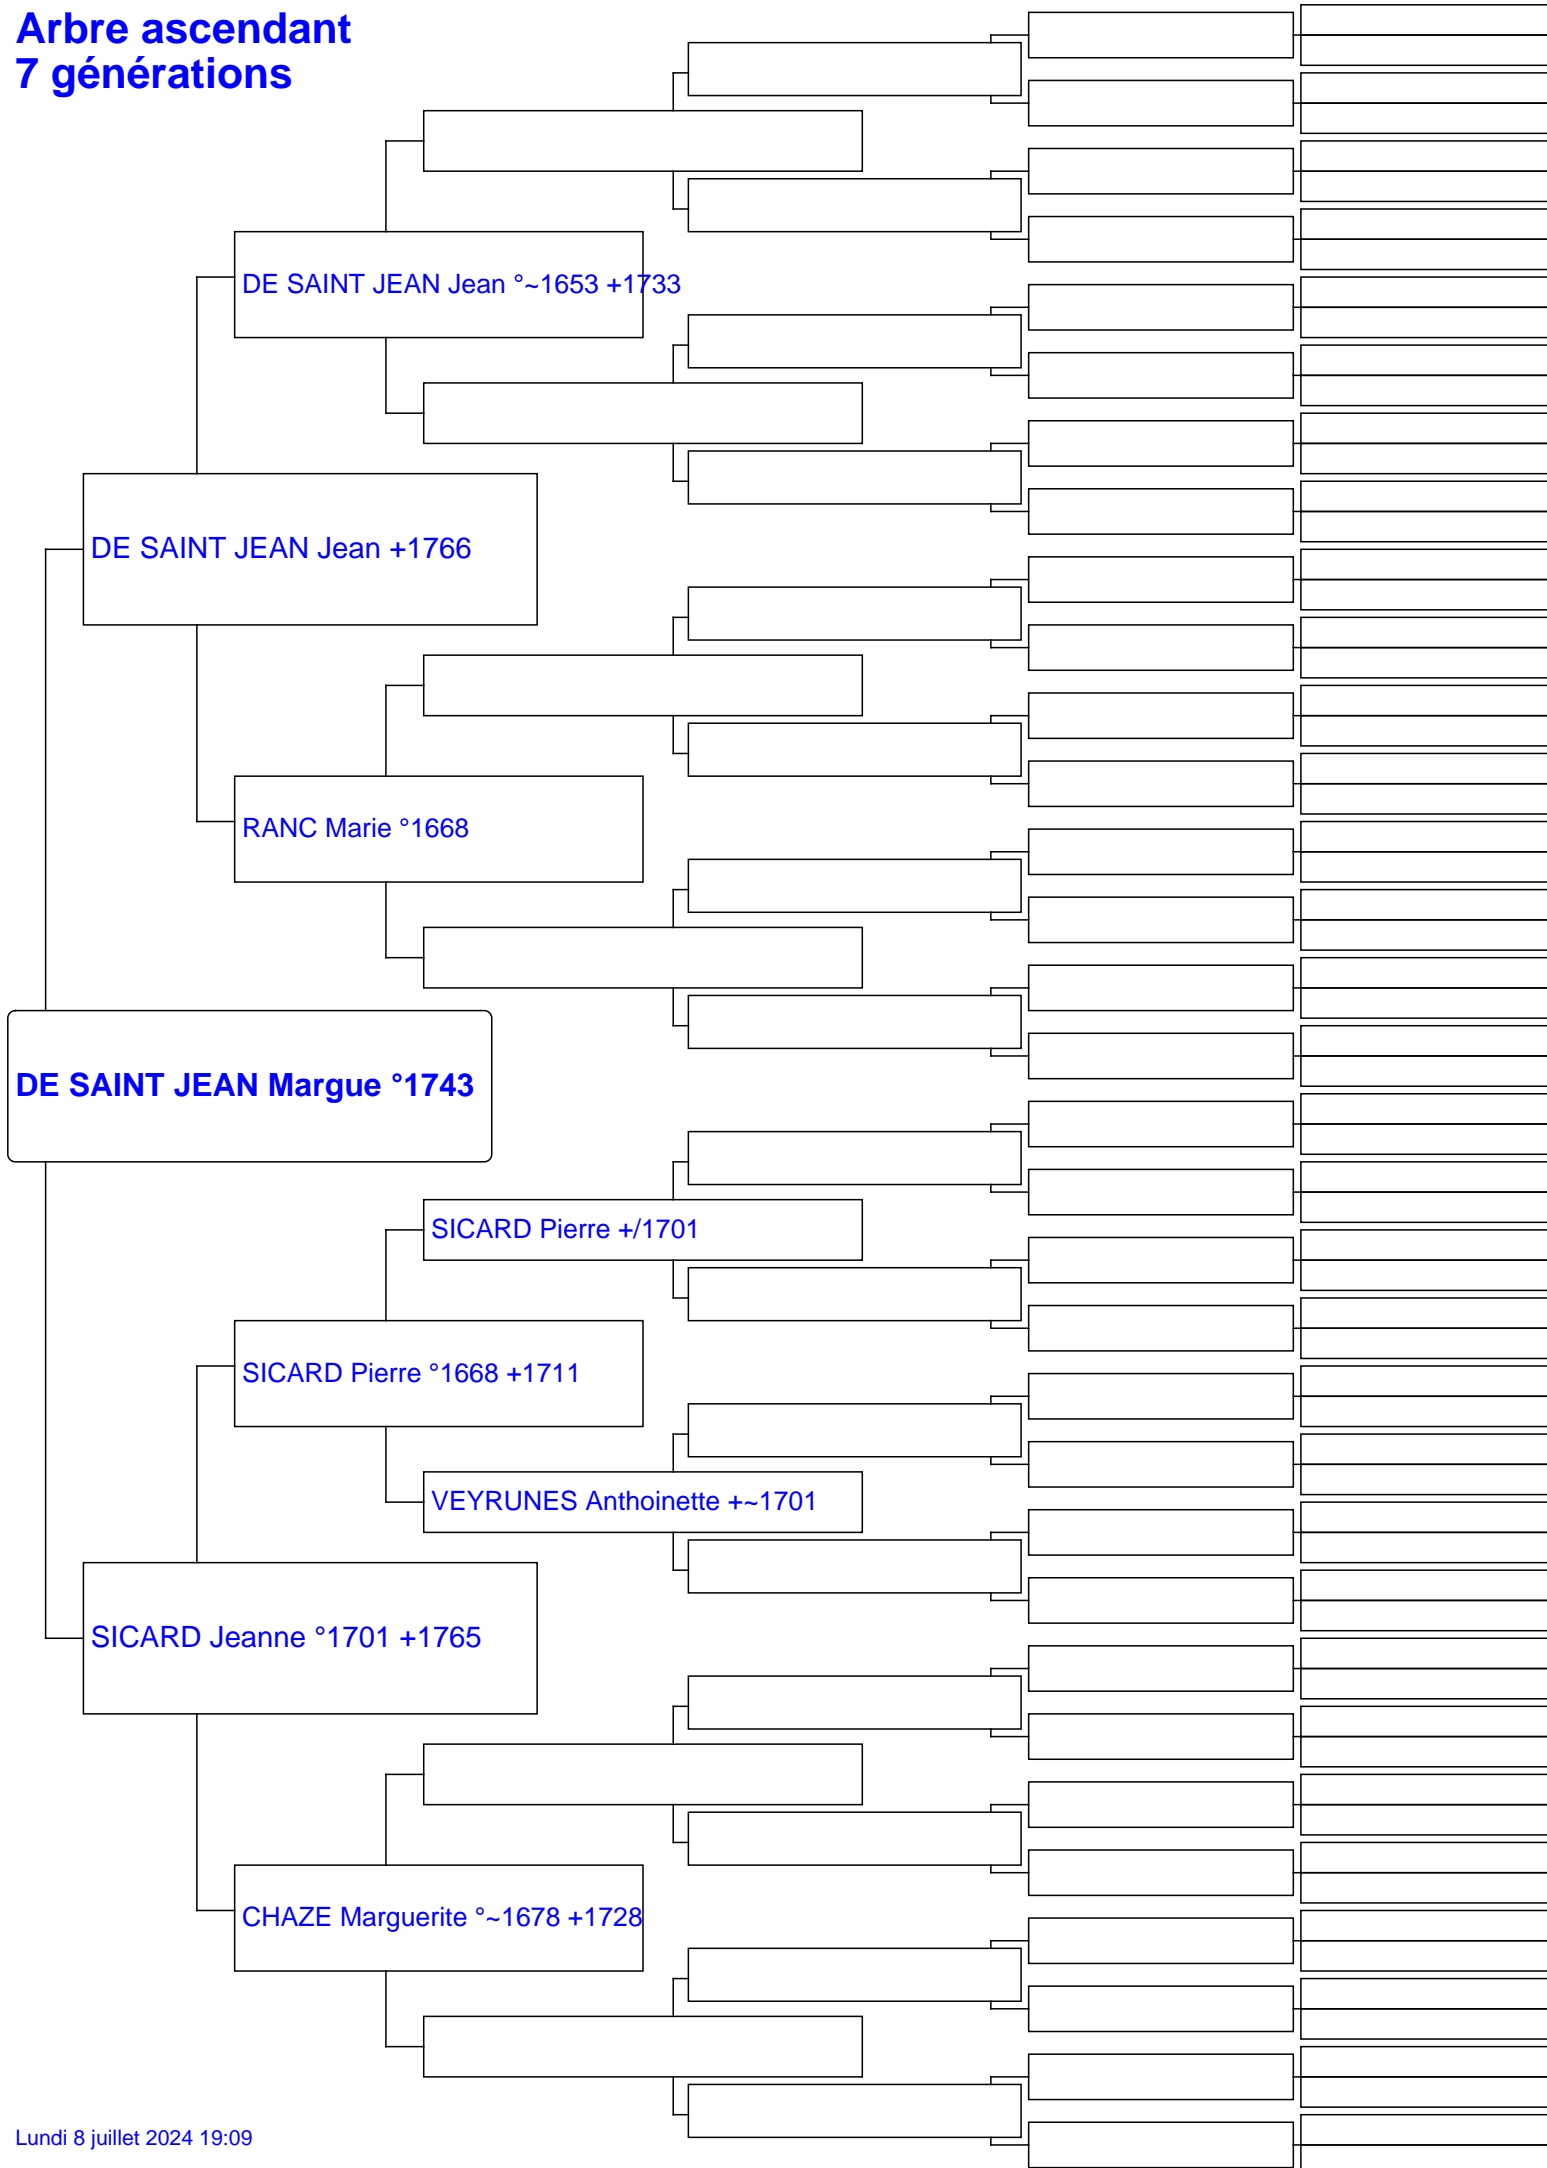 Arbre ascendant
7 générations
DE SAINT JEAN Jean °~1653 +1733
DE SAINT JEAN Jean +1766
RANC Marie °1668
DE SAINT JEAN Margue °1743
SICARD Pierre +/1701
SICARD Pierre °1668 +1711
VEYRUNES Anthoinette +~1701
SICARD Jeanne °1701 +1765
CHAZE Marguerite °~1678 +1728
Lundi 8 juillet 2024 19:09